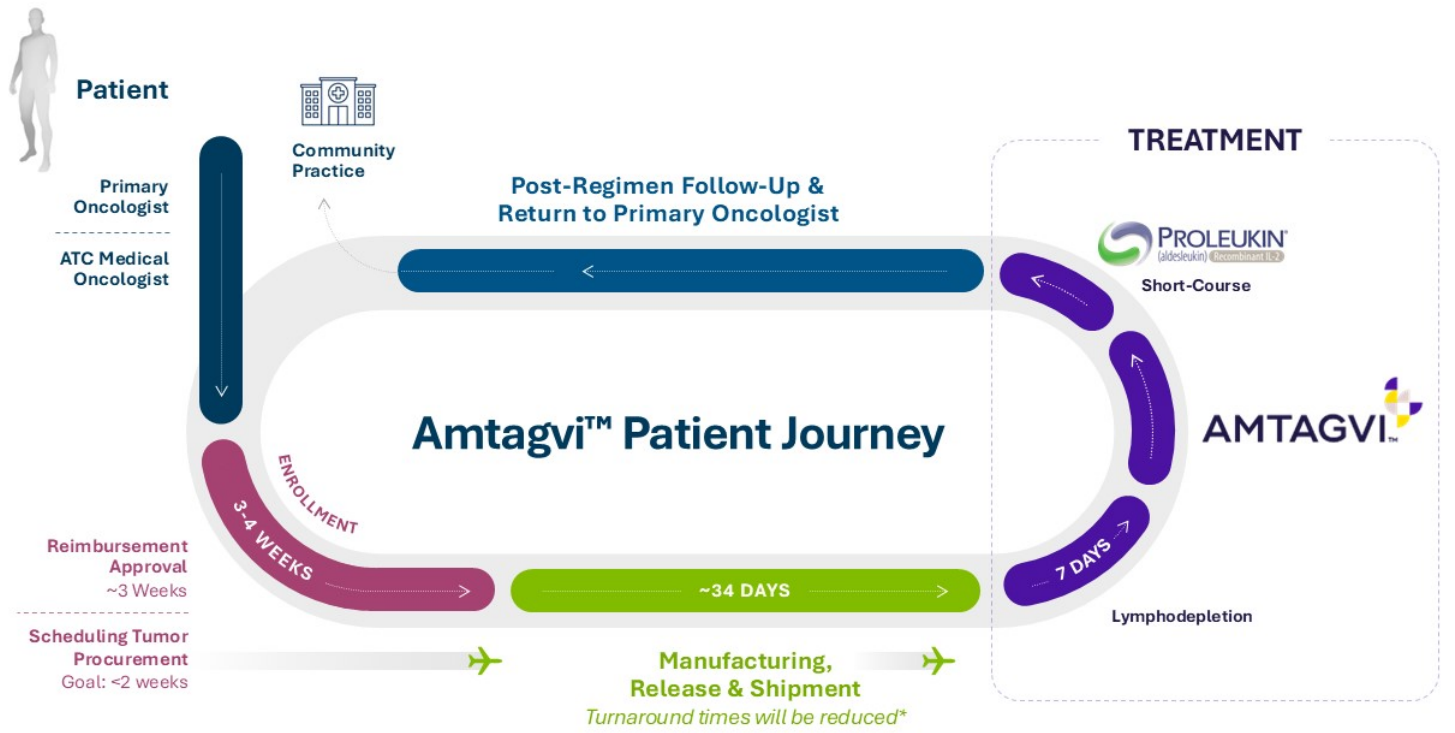 Patient
Community
Practice
Primary
Oncologist
ATC Medical
Oncologist
Post-Regimen Follow-Up &
Return to Primary Oncologist
TREATMENT
PROLEUKIN®
(aldesleukin) Recombinant IL-2
Short-Course
Amtagvi™ Patient Journey
AMTAGVI™
ENROLLMENT
3-4 WEEKS
Reimbursement
Approval
~3 Weeks
Scheduling Tumor
Procurement
Goal: <2 weeks
~34 DAYS
Manufacturing,
Release & Shipment
Turnaround times will be reduced*
7 DAYS
Lymphodepletion